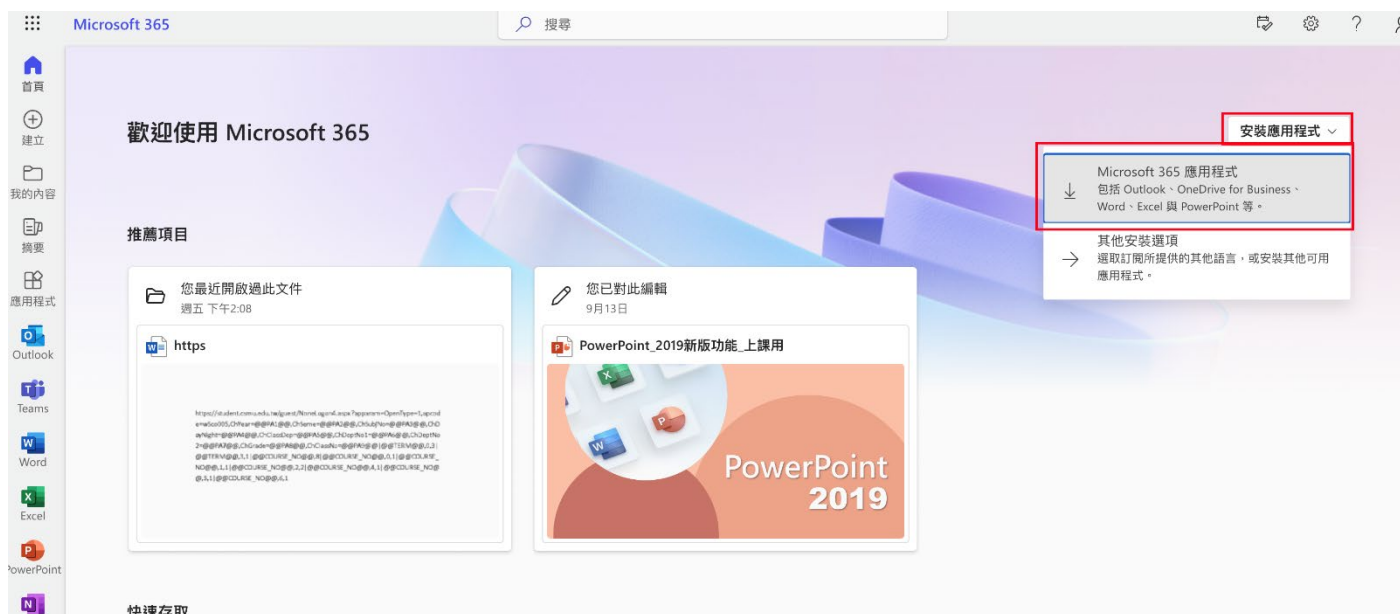 Microsoft 365
搜尋
首頁
建立
我的內容
摘要
應用程式
Outlook
Teams
Word
Excel
PowerPoint
歡迎使用 Microsoft 365
安裝應用程式
Microsoft 365 應用程式
包括 Outlook、OneDrive for Business、
Word、Excel 與 PowerPoint 等。
其他安裝選項
選取訂閱所提供的其他語言，或安裝其他可用
應用程式。
推薦項目
您最近開啟過此文件
週五 下午2:08
https
您已對此編輯
9月13日
PowerPoint_2019新版功能_上課用
PowerPoint
2019
快速存取